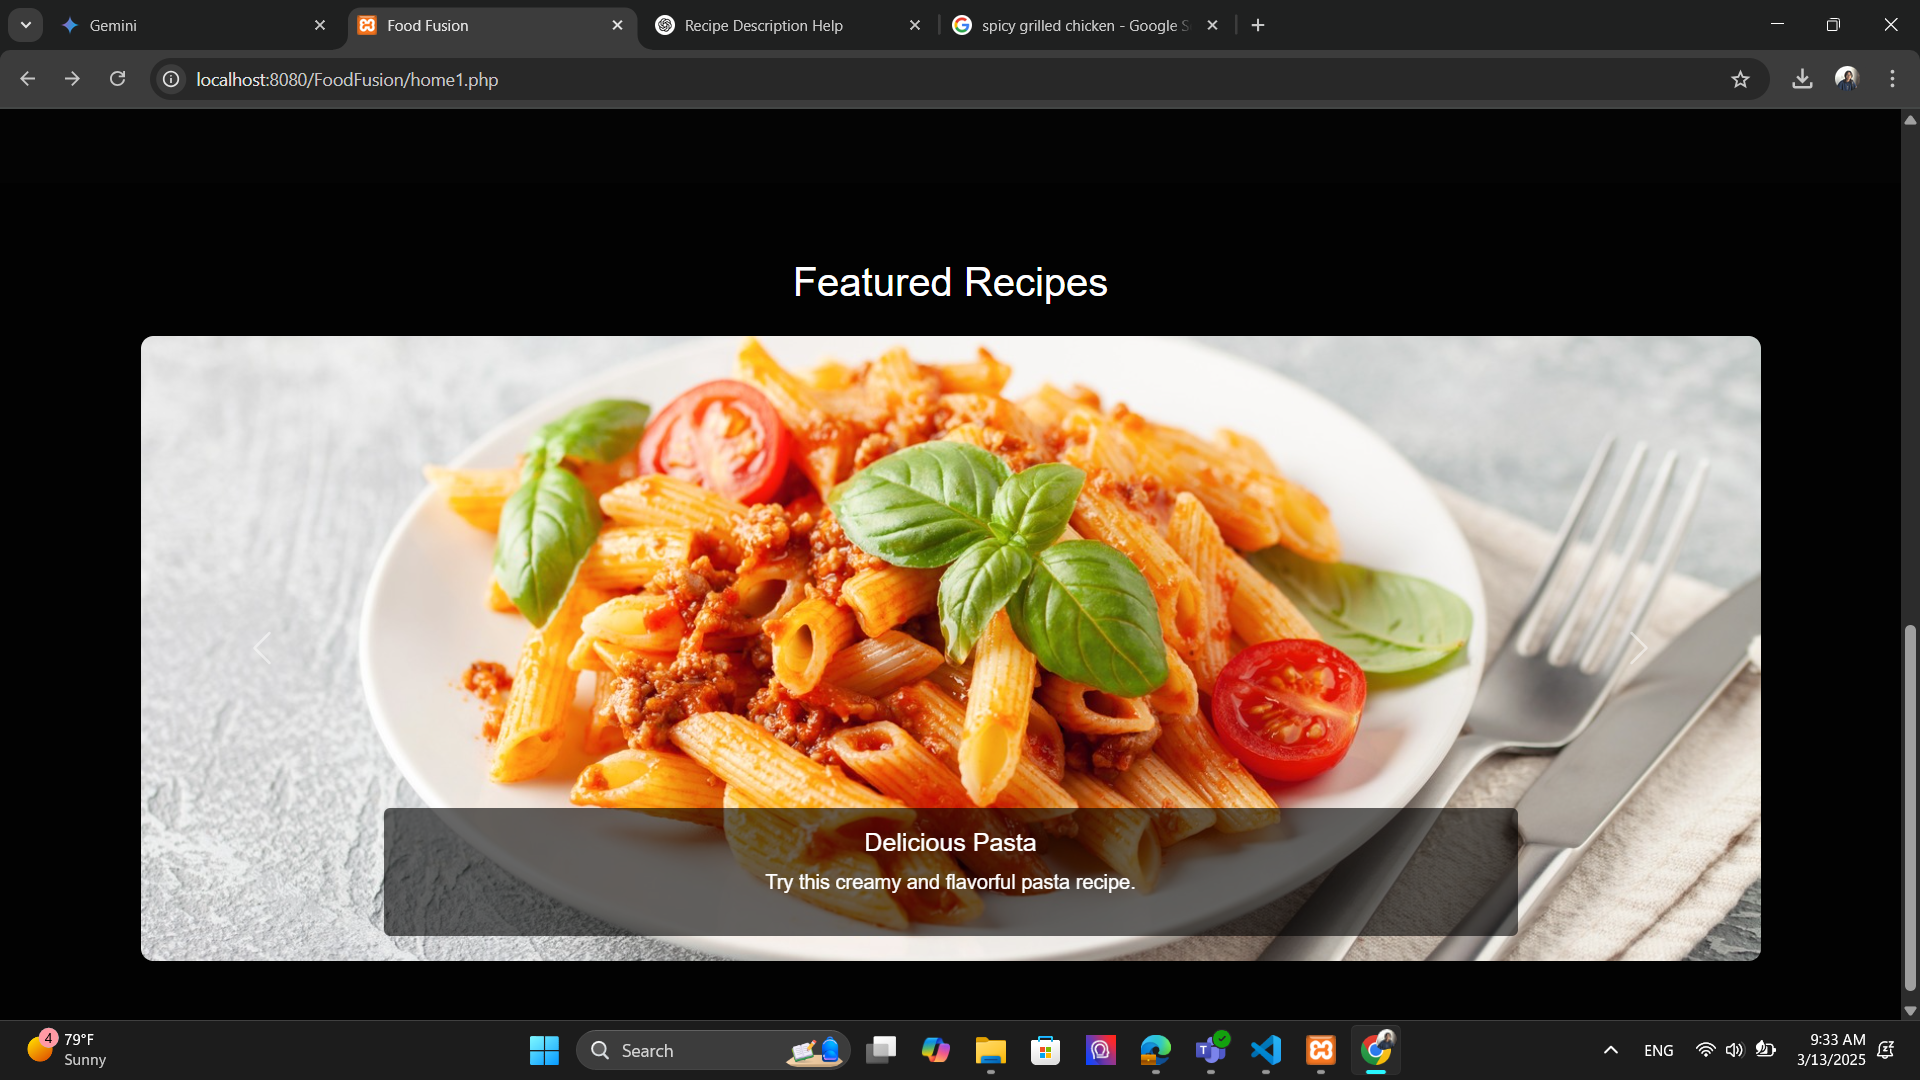 Gemini
Food Fusion
Recipe Description Help
spicy grilled chicken - Google S
localhost:8080/FoodFusion/home1.php
Featured Recipes
Delicious Pasta
Try this creamy and flavorful pasta recipe.
4
79°F
Sunny
Search
T
ENG
9:33 AM
3/13/2025